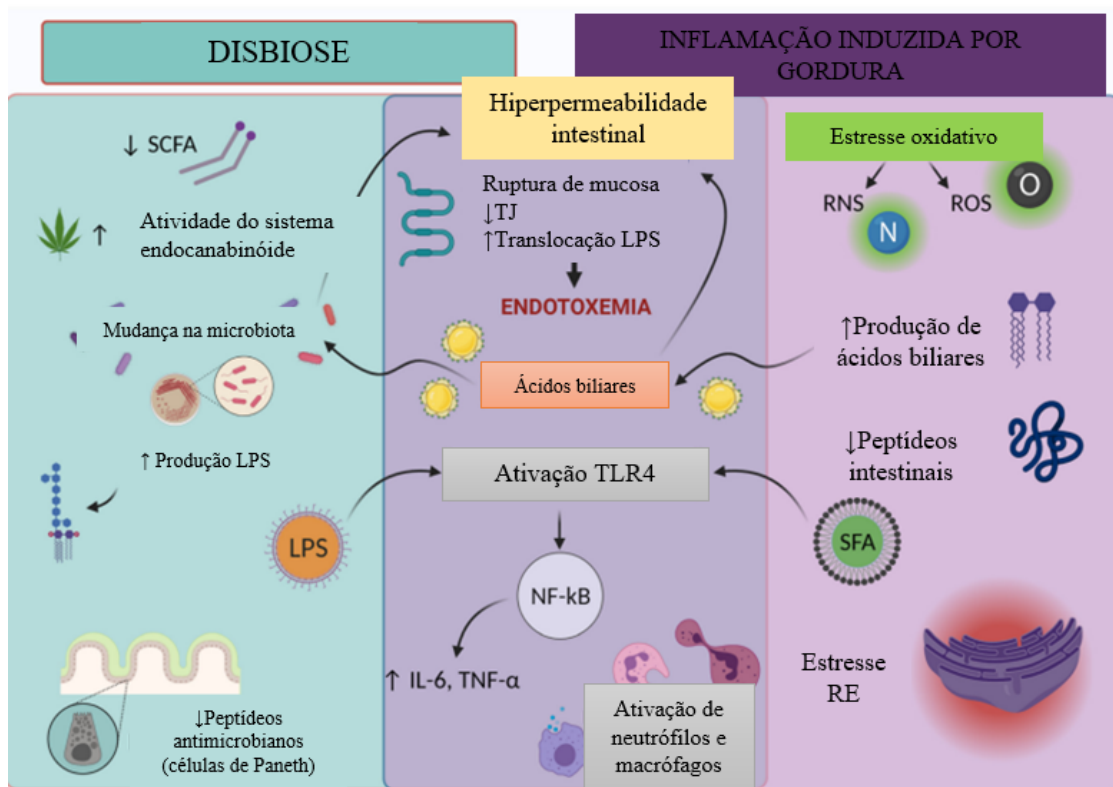 DISBIOSE
INFLAMAÇÃO INDUZIDA POR
GORDURA
↓ SCFA
↑
Atividade do sistema
endocanabinóide
Mudança na microbiota
↑ Produção LPS
LPS
↓Peptídeos
antimicrobianos
(células de Paneth)
Hiperpermeabilidade
intestinal
Ruptura de mucosa
↓TJ
↑Translocação LPS
ENDOTOXEMIA
Ácidos biliares
Ativação TLR4
NF-kB
↑ IL-6, TNF-α
Ativação de
neutrófilos e
macrófagos
Estresse oxidativo
RNS
N
ROS
O
↑Produção de
ácidos biliares
↓Peptídeos
intestinais
SFA
Estresse
RE